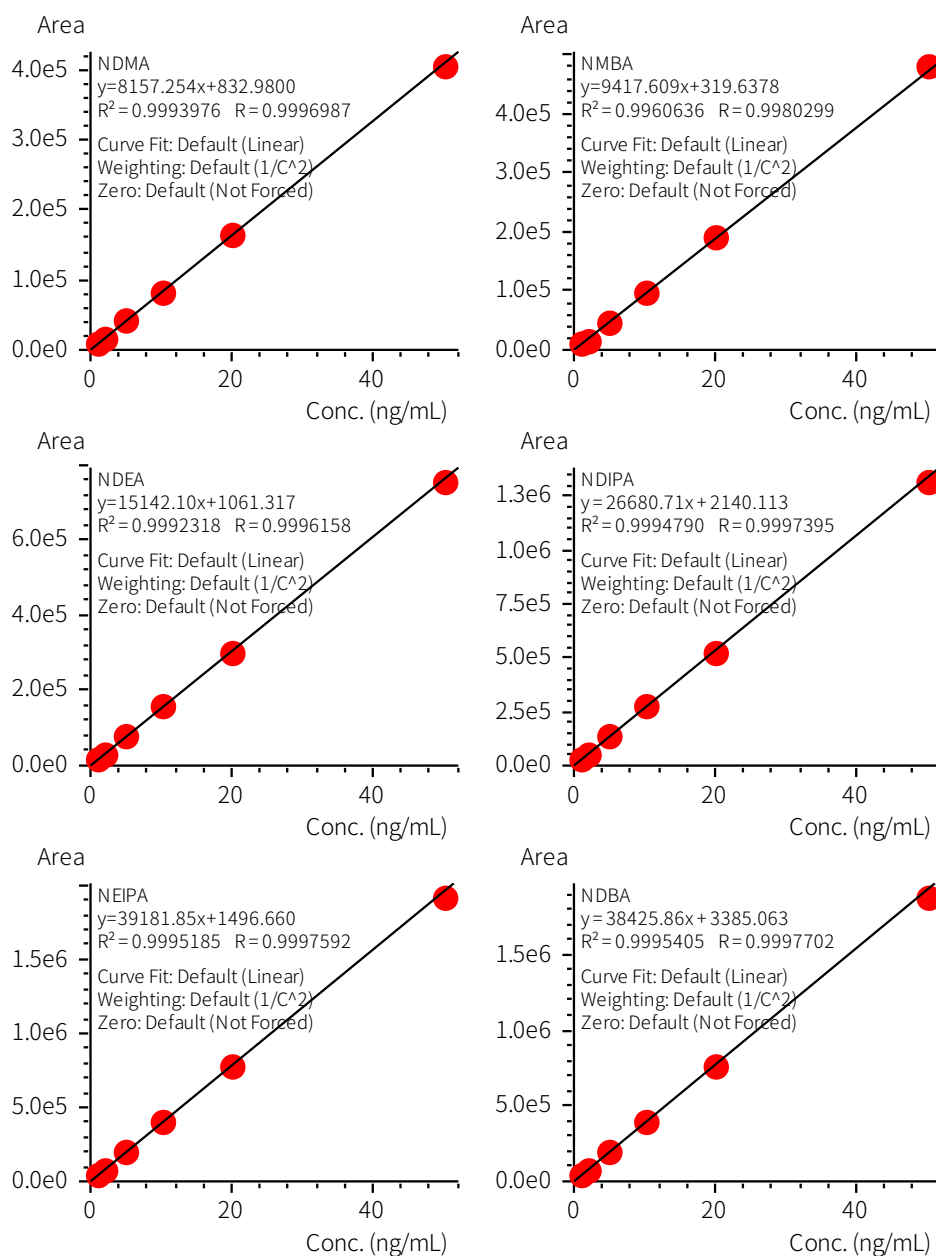 Area
NDMA
y=8157.254x+832.9800
R²=0.9993976 R=0.9996987
Curve Fit: Default (Linear)
Weighting: Default (1/C^2)
Zero: Default (Not Forced)
4.0e5
3.0e5
2.0e5
1.0e5
0.0e0
0 20 40
Conc. (ng/mL)
Area
NMBA
y=9417.609x+319.6378
R²=0.9960636 R=0.9980299
Curve Fit: Default (Linear)
Weighting: Default (1/C^2)
Zero: Default (Not Forced)
4.0e5
3.0e5
2.0e5
1.0e5
0.0e0
0 20 40
Conc. (ng/mL)
Area
NDEA
y=15142.10x+1061.317
R²=0.9992318 R=0.9996158
Curve Fit: Default (Linear)
Weighting: Default (1/C^2)
Zero: Default (Not Forced)
6.0e5
4.0e5
2.0e5
0.0e0
0 20 40
Conc. (ng/mL)
Area
NDIPA
y=26680.71x+2140.113
R²=0.9994790 R=0.9997395
Curve Fit: Default (Linear)
Weighting: Default (1/C^2)
Zero: Default (Not Forced)
1.3e6
1.0e6
7.5e5
5.0e5
2.5e5
0.0e0
0 20 40
Conc. (ng/mL)
Area
NEIPA
y=39181.85x+1496.660
R²=0.9995185 R=0.9997592
Curve Fit: Default (Linear)
Weighting: Default (1/C^2)
Zero: Default (Not Forced)
1.5e6
1.0e6
5.0e5
0.0e0
0 20 40
Conc. (ng/mL)
Area
NDBA
y=38425.86x+3385.063
R²=0.9995405 R=0.9997702
Curve Fit: Default (Linear)
Weighting: Default (1/C^2)
Zero: Default (Not Forced)
1.5e6
1.0e6
5.0e5
0.0e0
0 20 40
Conc. (ng/mL)